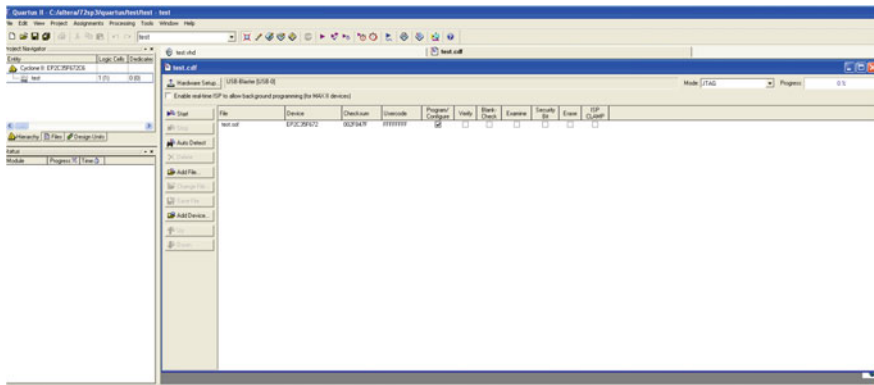 Quartus II - C:/altera/72sp3/quartus/test/test - test
Edit View Project Assignments Processing Tools Window Help
test
Project Navigator
test.vhd
test.cdf
Entity Logic Cells Dedicated
Cyclone II: EP2C35F672C6
test 1 (1) 0 (0)
test.cdf
Hardware Setup... USB-Blaster [USB-0]
Mode: JTAG Progress: 0 %
Enable real-time ISP to allow background programming (for MAX II devices)
Start
Stop
Auto Detect
Delete
Add File...
Change File
Save File
Add Device...
Up
Down
File Device Checksum Usercode Program/ Configure Verify Blank- Check Examine Security Bit Erase ISP CLAMP
test.sof EP2C35F672 FFFFFFFF
Hierarchy Files Design Units
Status
Module Progress % Time